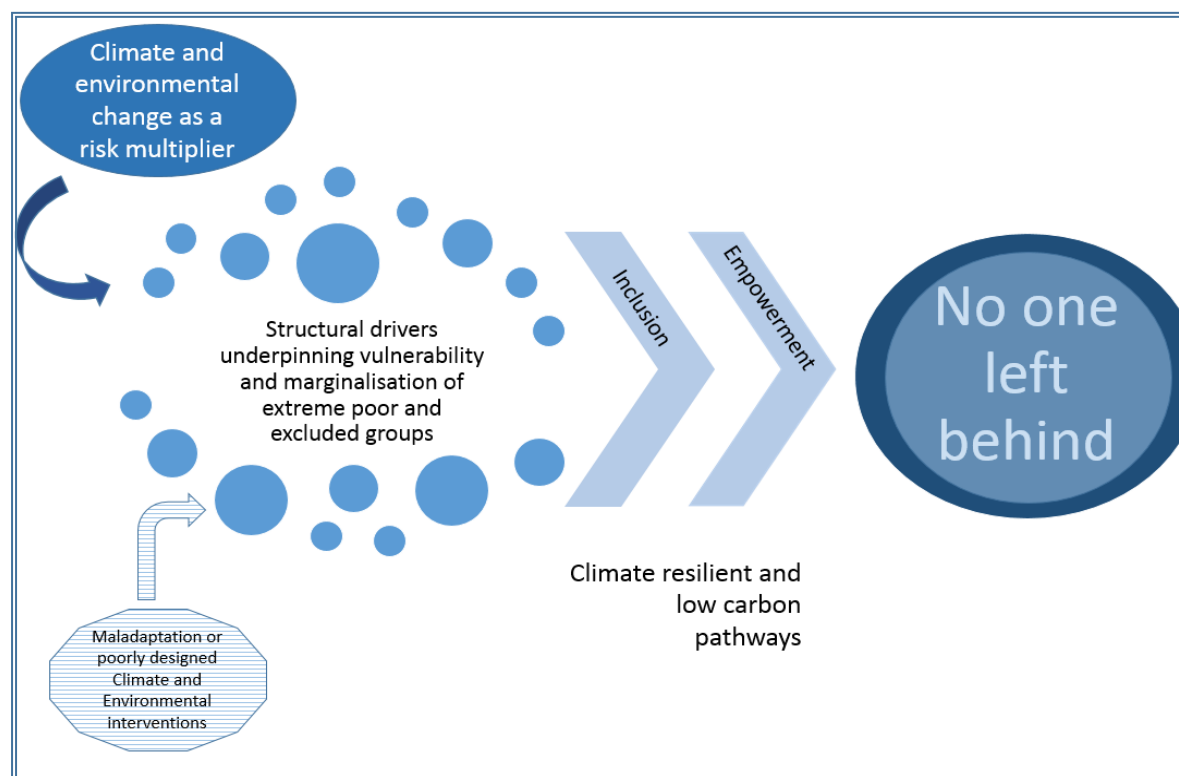 Climate and
environmental
change as a
risk multiplier
Structural drivers
underpinning vulnerability
and marginalisation of
extreme poor and
excluded groups
Inclusion
Empowerment
No one
left
behind
Climate resilient and
low carbon
pathways
Maladaptation or
poorly designed
Climate and
Environmental
interventions